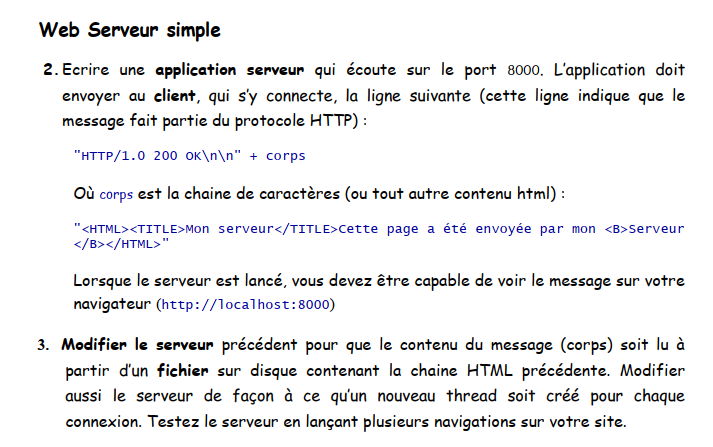 Web Serveur simple
2. Ecrire une application serveur qui écoute sur le port 8000. L'application doit
envoyer au client, qui s'y connecte, la ligne suivante (cette ligne indique que le
message fait partie du protocole HTTP) :
"HTTP/1.0 200 OK\n\n" + corps
Où corps est la chaine de caractères (ou tout autre contenu html) :
"<HTML><TITLE>Mon serveur</TITLE>Cette page a été envoyée par mon <B>Serveur
</B></HTML>"
Lorsque le serveur est lancé, vous devez être capable de voir le message sur votre
navigateur (http://localhost:8000)
3. Modifier le serveur précédent pour que le contenu du message (corps) soit lu à
partir d'un fichier sur disque contenant la chaine HTML précédente. Modifier
aussi le serveur de façon à ce qu'un nouveau thread soit créé pour chaque
connexion. Testez le serveur en lançant plusieurs navigations sur votre site.